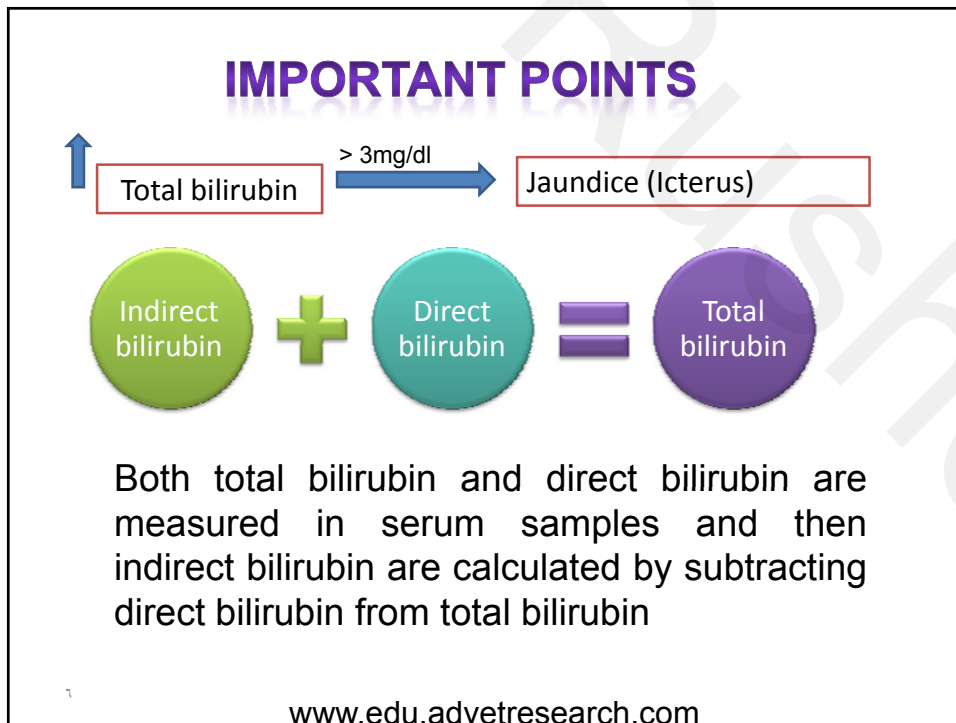 IMPORTANT POINTS
> 3mg/dl
Total bilirubin
Jaundice (Icterus)
Indirect
bilirubin
Direct
bilirubin
Total
bilirubin
Both total bilirubin and direct bilirubin are
measured in serum samples and then
indirect bilirubin are calculated by subtracting
direct bilirubin from total bilirubin
٦
www.edu.advetresearch.com